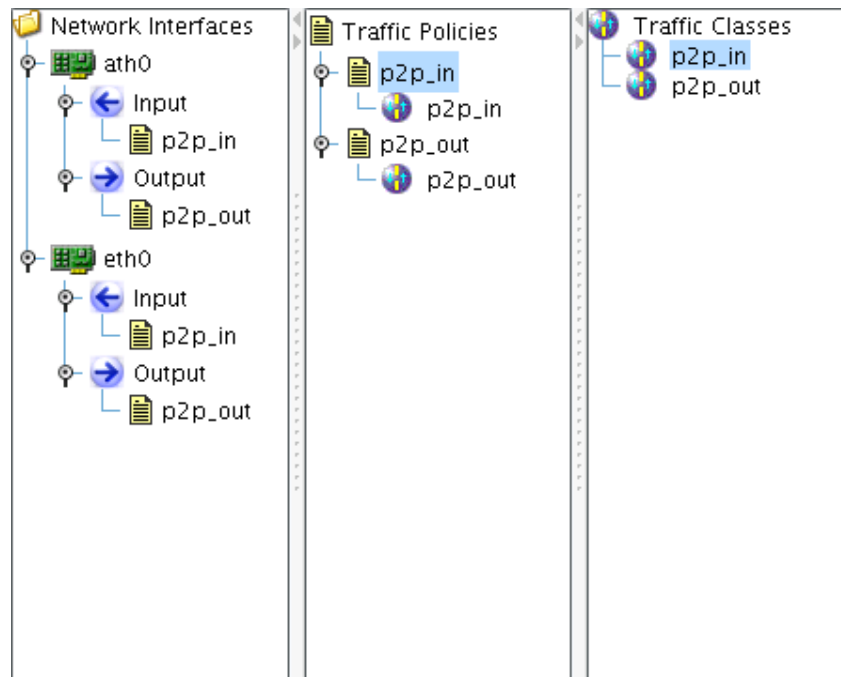 Network Interfaces
ath0
Input
p2p_in
Output
p2p_out
eth0
Input
p2p_in
Output
p2p_out
Traffic Policies
p2p_in
p2p_in
p2p_out
p2p_out
Traffic Classes
p2p_in
p2p_out